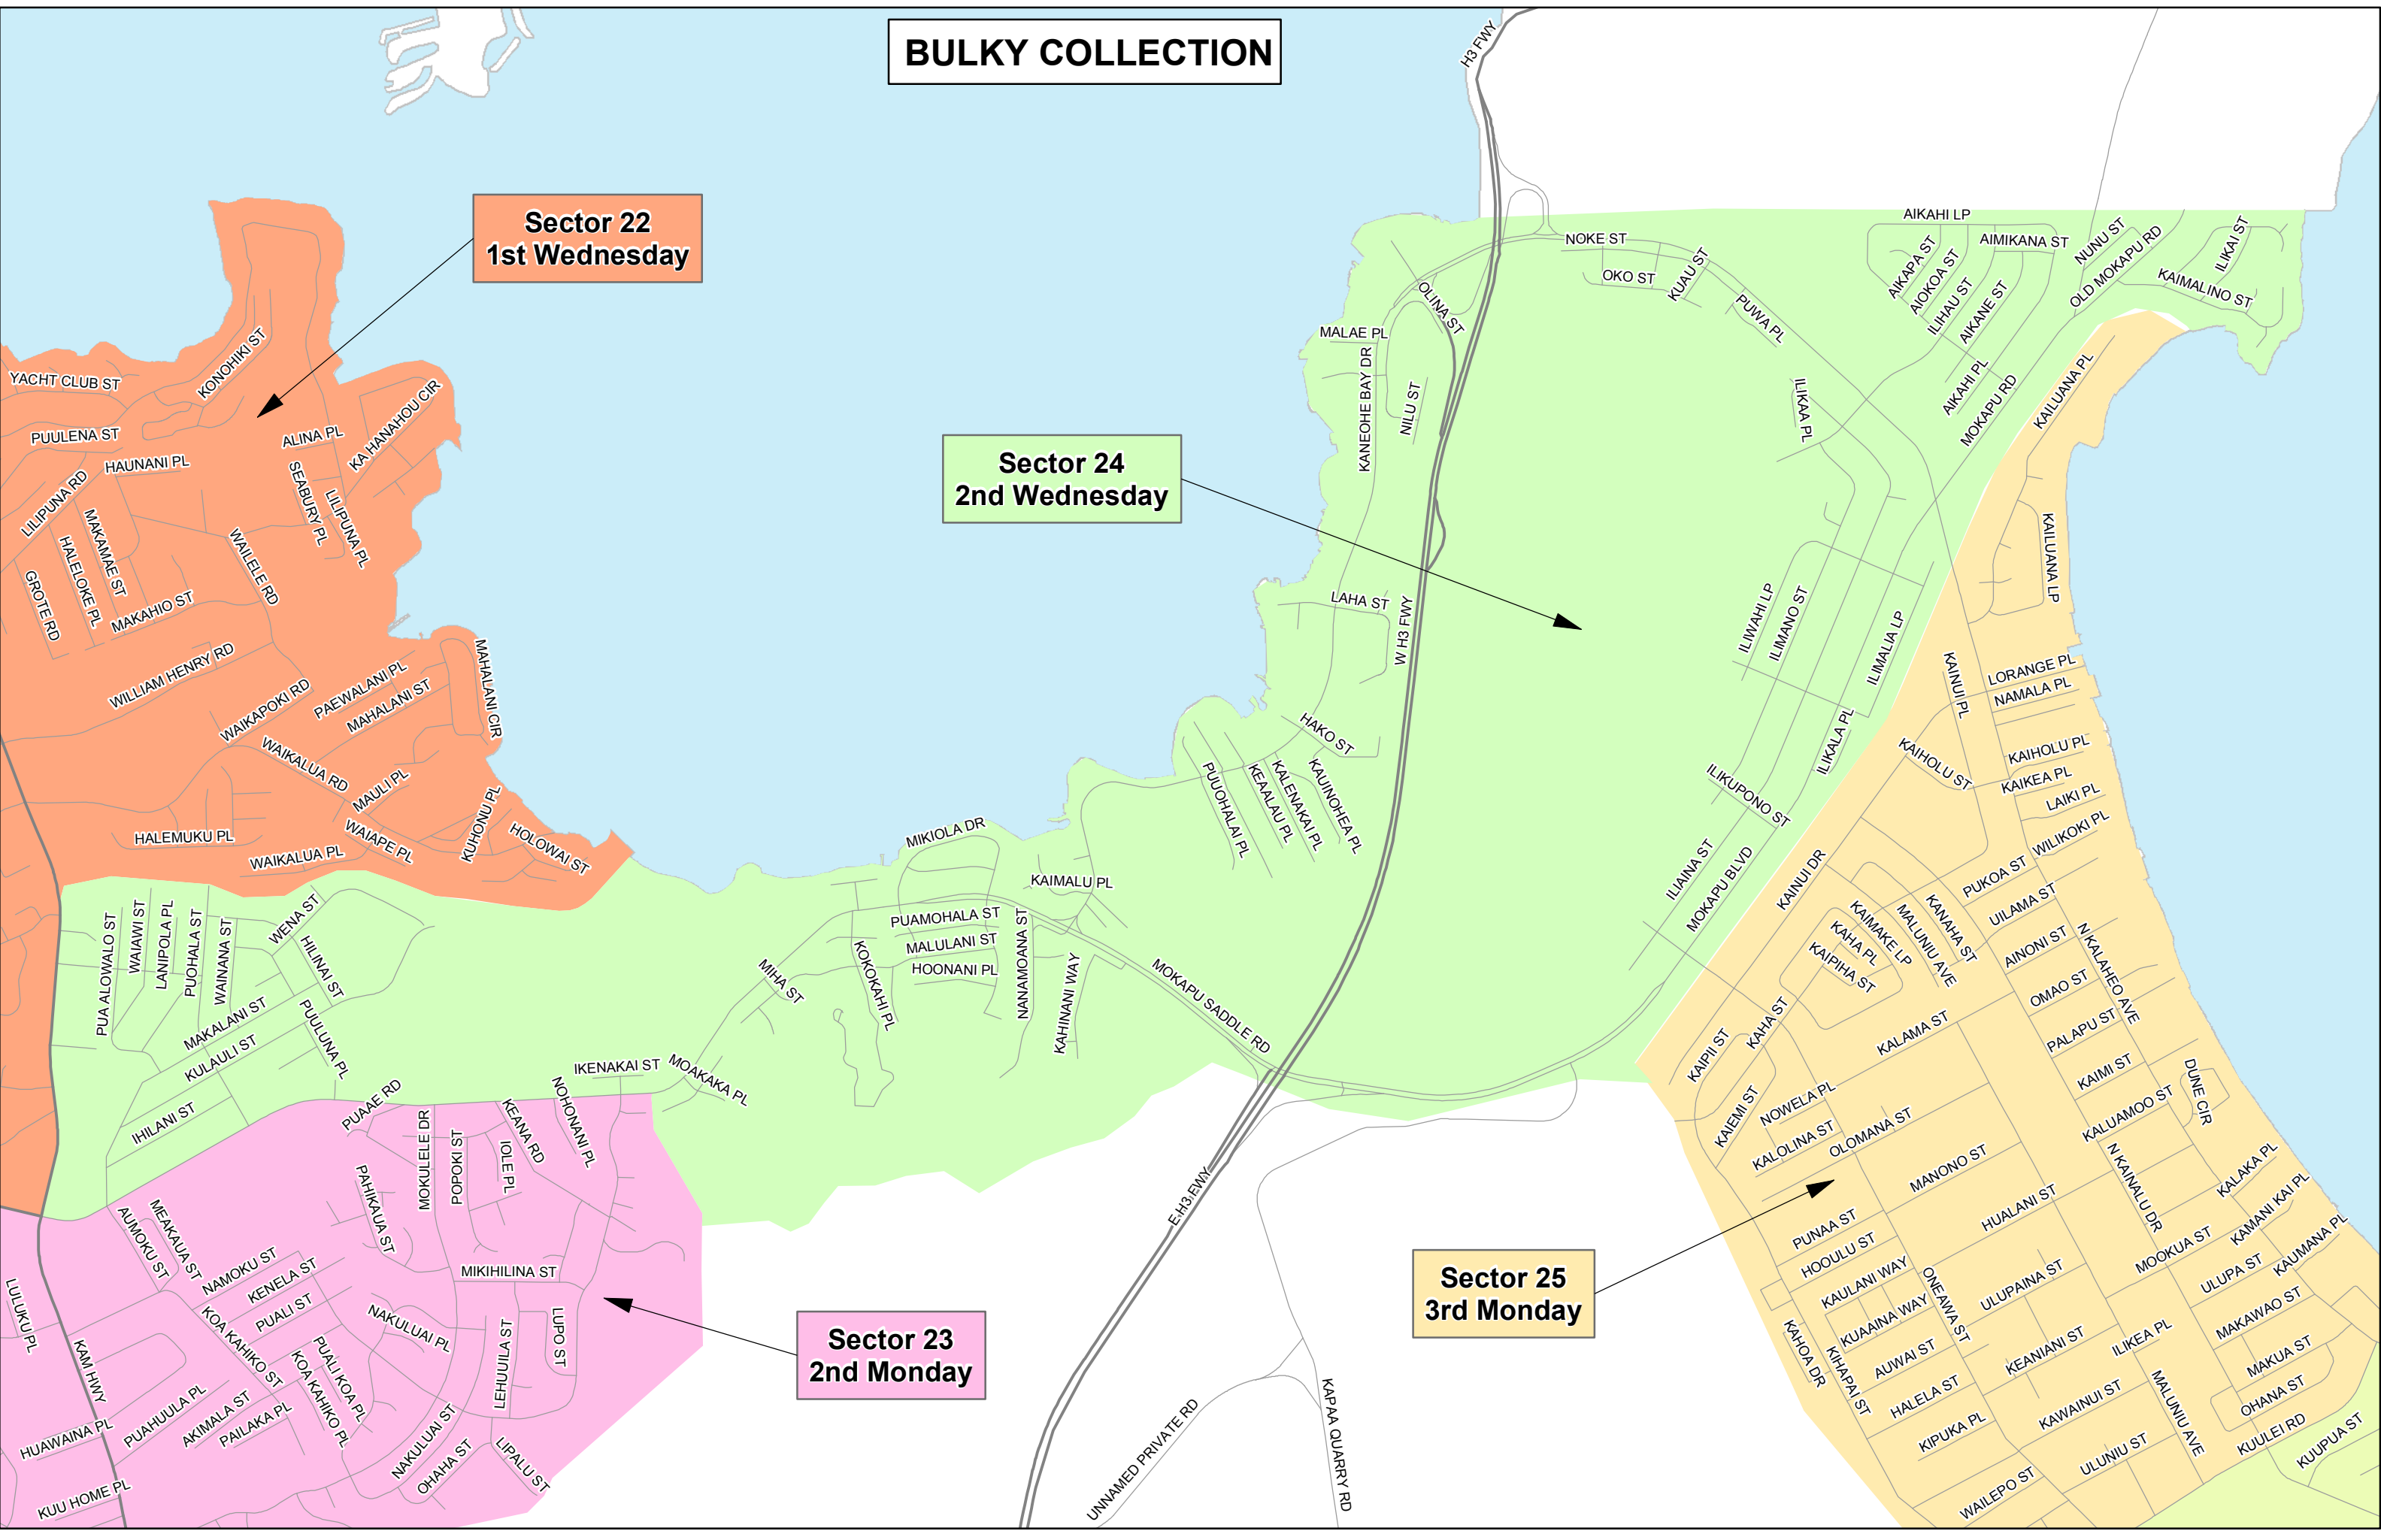 BULKY COLLECTION
H3 FWY
Sector 22
1st Wednesday
Sector 24
2nd Wednesday
Sector 23
2nd Monday
Sector 25
3rd Monday
YACHT CLUB ST
KONOHIKI ST
PUULENA ST
HAUNANI PL
ALINA PL
KA HANAHOU CIR
SEABURY PL
LILIPUNA PL
LILIPUNA RD
MAKAMAE ST
HALELOKE PL
GROTE RD
MAKAHIO ST
WAILELE RD
WILLIAM HENRY RD
WAIKAPOKI RD
PAEWALANI PL
MAHALANI ST
MAHALANI CIR
WAIKALUA RD
MAULI PL
HALEMUKU PL
WAIKALUA PL
WAIAPE PL
KUHONU PL
HOLOWAI ST
PUA ALOWALO ST
WAIAWI ST
LANIPOLA PL
PUOHALA ST
WAINANA ST
WENA ST
HILINAI ST
MAKALANI ST
KULAULI ST
PUULUNA PL
IHILANI ST
PUAAE RD
MOKULELE DR
POPOKI ST
KEANA RD
IOLE PL
NOHONANI PL
IKENAKAI ST
MOAKAKA PL
PAHIKAUA ST
MEAKAUA ST
AUMOKU ST
NAMOKU ST
KENELA ST
PUALI ST
MIKIHILINA ST
LUPO ST
LEHUUILA ST
NAKULUAI PL
KOA KAHIKO ST
PUALI KOA PL
KOA KAHIKO PL
LULUKU PL
KAM HWY
HUAWAINA PL
PUAHUULA PL
AKIMALA ST
PAILAKA PL
NAKULUAI ST
OHAHA ST
LIPALU ST
KUU HOME PL
MIKIOLA DR
KAIMALU PL
PUAMOHALA ST
MALULANI ST
HOONANI PL
NANAMOANA ST
KOKOKAHI PL
MIHA ST
KAHINANI WAY
MOKAPU SADDLE RD
PUUOHALAI PL
KEAALAU PL
KALENAKAI PL
KAUINOHEA PL
HAKO ST
LAHA ST
W H3 FWY
E H3 FWY
KANEOHE BAY DR
MALAE PL
NILU ST
OLINA ST
NOKE ST
OKO ST
KUAU ST
PUWA PL
AIKAHI LP
AIKAPA ST
AIOKOA ST
ILIHAU ST
AIKANE ST
AIMIKANA ST
NUNU ST
OLD MOKAPU RD
ILIKAI ST
KAIMALINO ST
AIKAHI PL
MOKAPU RD
ILIKAA PL
KAILUANA PL
KAILUANA LP
ILIWAHI LP
ILIMANO ST
ILIMALIA LP
ILIKALA PL
ILIKUPONO ST
ILIAINA ST
MOKAPU BLVD
KAINUI PL
LORANGE PL
NAMALA PL
KAIHOLU ST
KAIHOLU PL
KAIKEA PL
LAIKI PL
WILIKOKI PL
KAINUI DR
PUKOA ST
UILAMA ST
KANAHA ST
MALUNIU AVE
KAIMAKE LP
KAHA PL
KAIPIHA ST
AINONI ST
N KALAHEO AVE
OMAO ST
PALAPU ST
KAHA ST
KAIPII ST
KALAMA ST
KAIMI ST
DUNE CIR
KALUAMOO ST
NOWELA PL
KAIEMI ST
KALOLINA ST
OLOMANA ST
MANONO ST
HUALANI ST
N KAINALU DR
KALAKA PL
KAMANI KAI PL
KAUMANA PL
MOOKUA ST
ULUPA ST
MAKAWAO ST
MAKUA ST
OHANA ST
KUULEI RD
KUUPUA ST
PUNAA ST
HOOULU ST
KAULANI WAY
KUAAINA WAY
ONEAWA ST
ULUPAINA ST
AUWAI ST
KEANIANI ST
ILIKEA PL
KAHOA DR
KIHAPAI ST
HALELA ST
KIPUKA PL
KAWAINUI ST
MALUNIU AVE
ULUNIU ST
WAILEPO ST
UNNAMED PRIVATE RD
KAPAA QUARRY RD